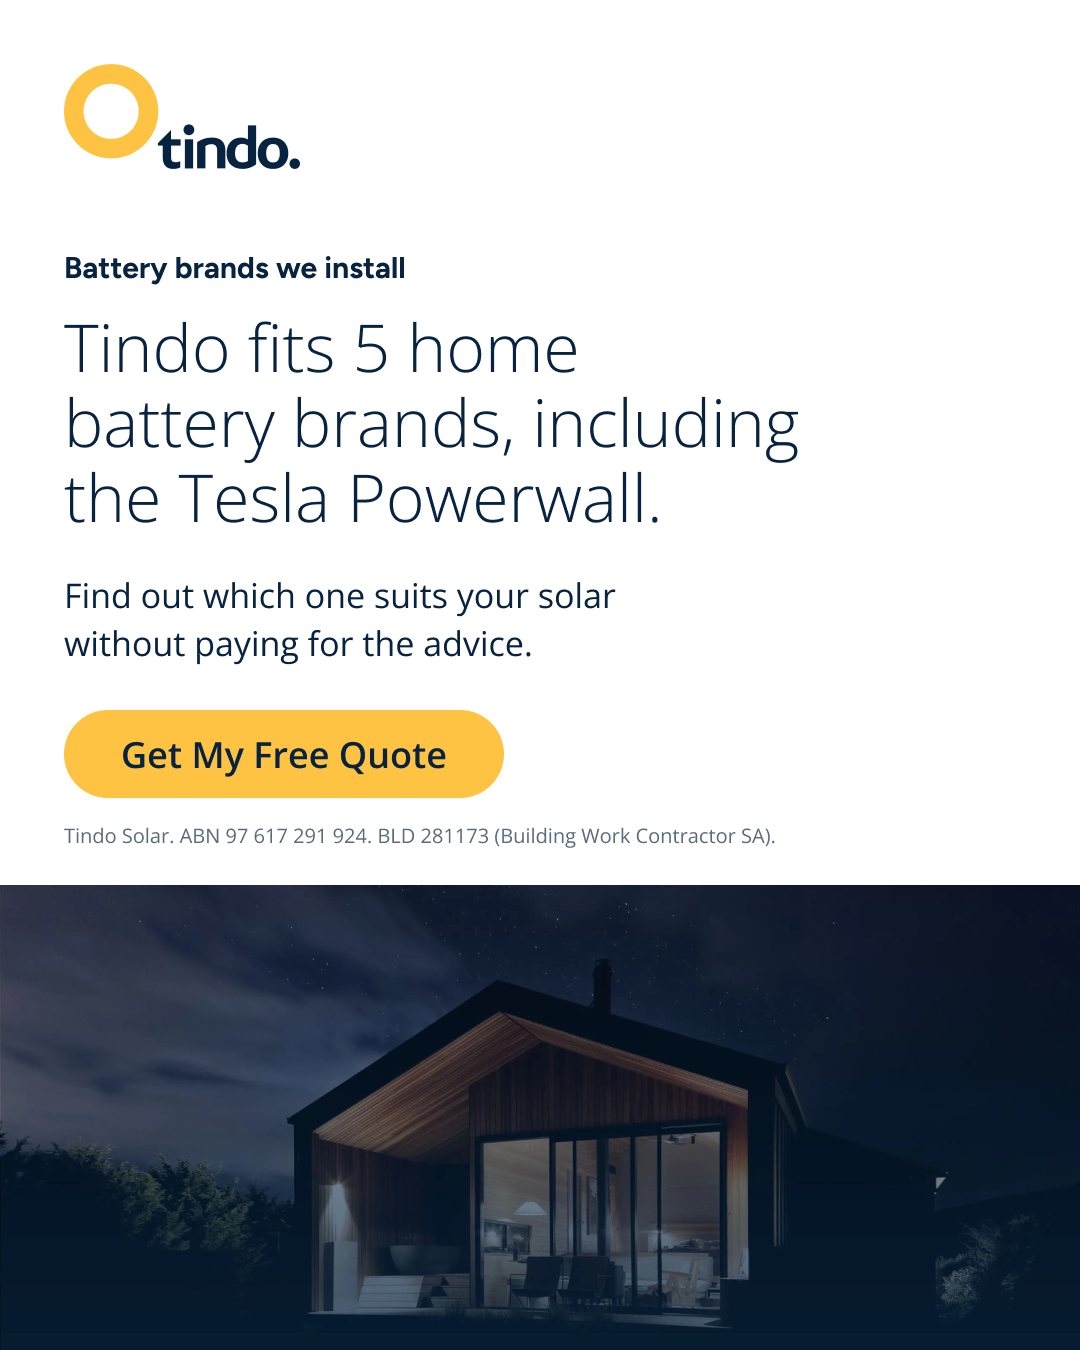 tindo.
Battery brands we install
Tindo fits 5 home
battery brands, including
the Tesla Powerwall.
Find out which one suits your solar
without paying for the advice.
Get My Free Quote
Tindo Solar. ABN 97 617 291 924. BLD 281173 (Building Work Contractor SA).